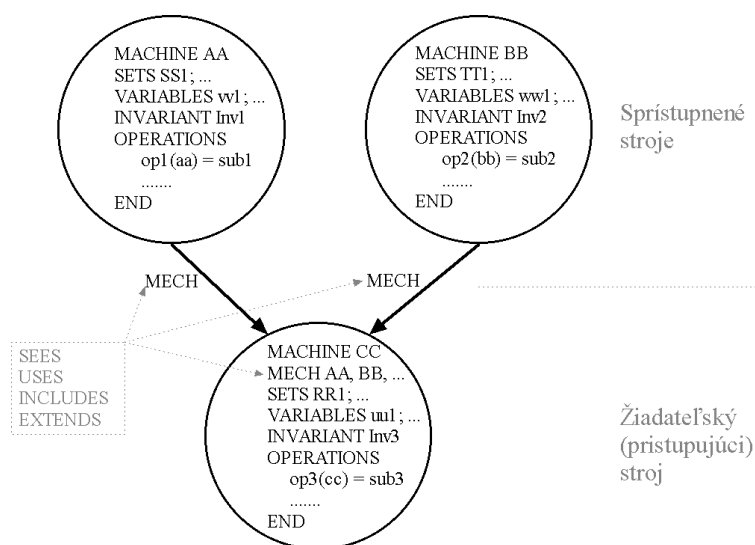 MACHINE AA
SETS SS1; ...
VARIABLES vv1; ...
INVARIANT Inv1
OPERATIONS
op1(aa) = sub1
.......
END
MACHINE BB
SETS TT1; ...
VARIABLES ww1; ...
INVARIANT Inv2
OPERATIONS
op2(bb) = sub2
.......
END
Sprístupnené
stroje
MECH
MECH
SEES
USES
INCLUDES
EXTENDS
MACHINE CC
MECH AA, BB, ...
SETS RR1; ...
VARIABLES uu1; ...
INVARIANT Inv3
OPERATIONS
op3(cc) = sub3
.......
END
Žiadateľský
(pristupujúci)
stroj